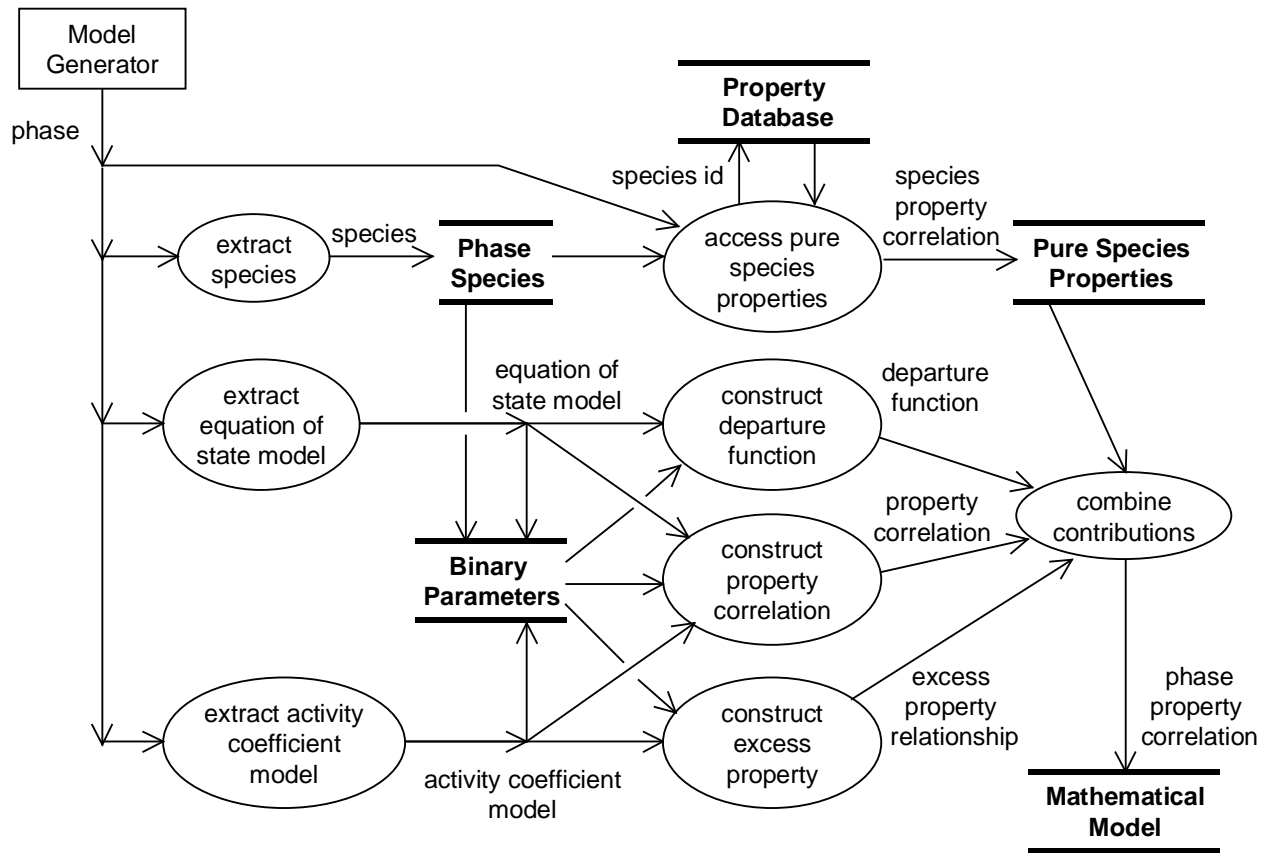 Model
Generator
phase
Property
Database
species id
species
property
correlation
extract
species
species
Phase
Species
access pure
species
properties
Pure Species
Properties
extract
equation of
state model
equation of
state model
construct
departure
function
departure
function
combine
contributions
Binary
Parameters
construct
property
correlation
property
correlation
extract activity
coefficient
model
activity coefficient
model
construct
excess
property
excess
property
relationship
phase
property
correlation
Mathematical
Model